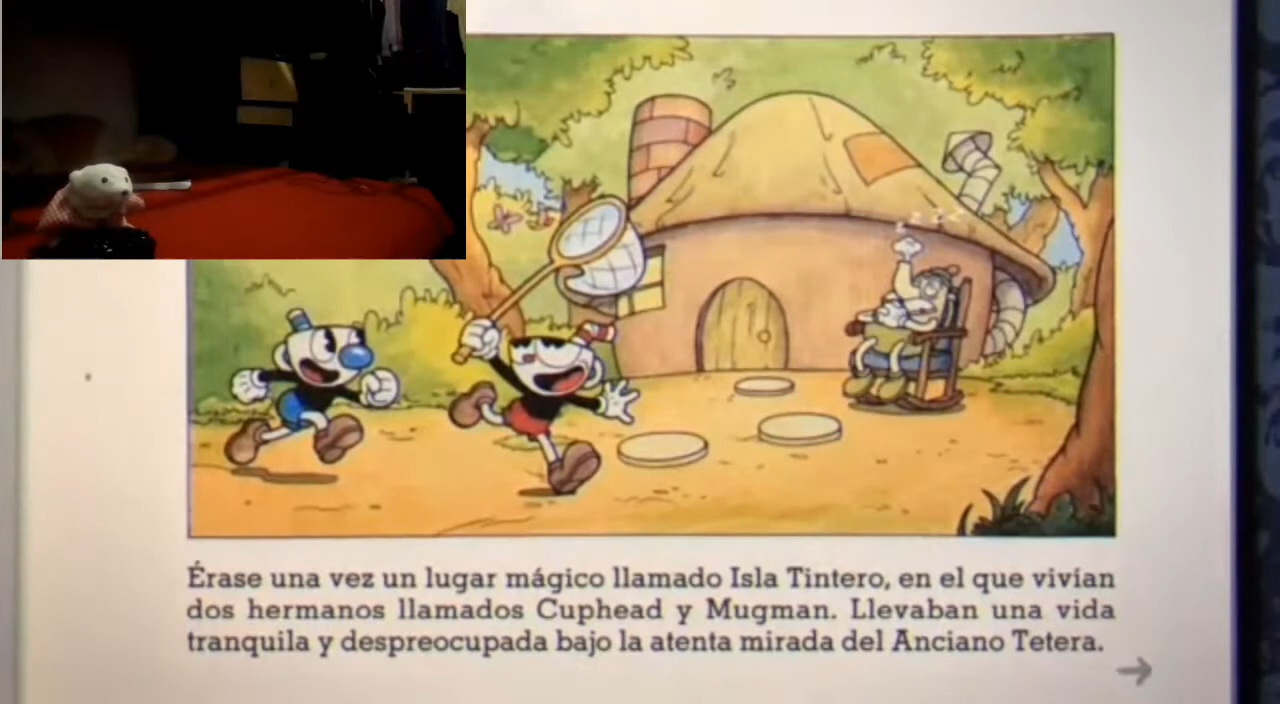 Érase una vez un lugar mágico llamado Isla Tintero, en el que vivían
dos hermanos llamados Cuphead y Mugman. Llevaban una vida
tranquila y despreocupada bajo la atenta mirada del Anciano Tetera.